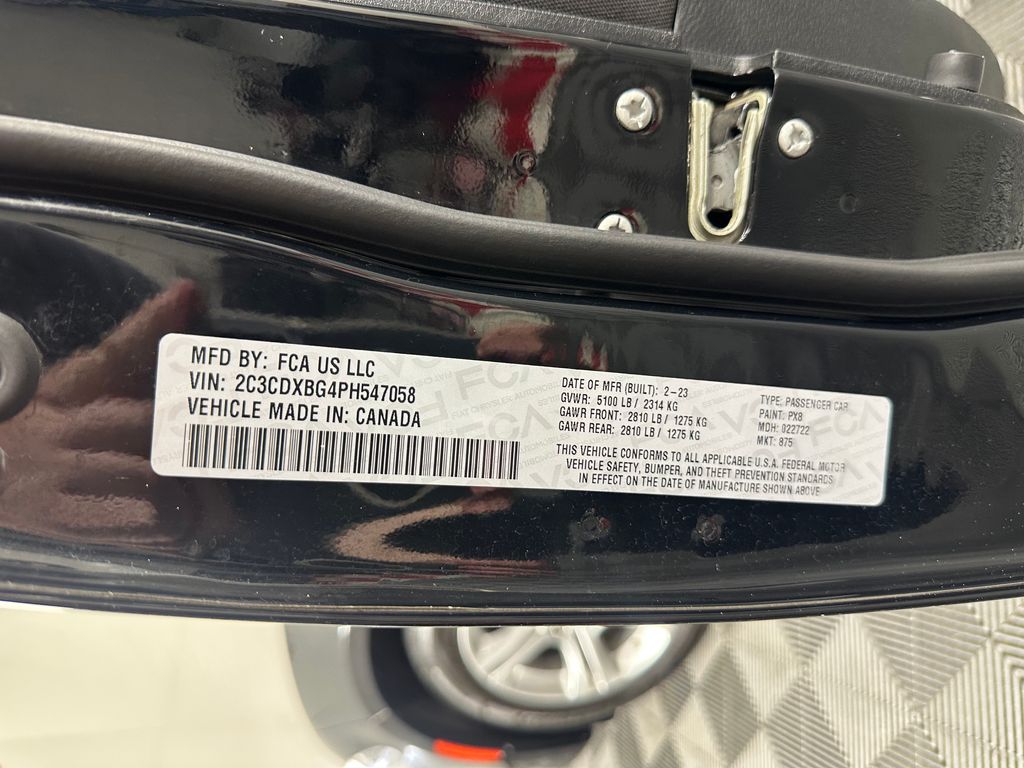 MFD BY: FCA US LLC
VIN: 2C3CDXBG4PH547058
VEHICLE MADE IN: CANADA
DATE OF MFR (BUILT): 2-23
GVWR: 5100 LB / 2314 KG
GAWR FRONT: 2810 LB / 1275 KG
GAWR REAR: 2810 LB / 1275 KG
TYPE: PASSENGER CAR
PAINT: PX8
MDH: 022722
MKT: 875
THIS VEHICLE CONFORMS TO ALL APPLICABLE U.S.A. FEDERAL MOTOR
VEHICLE SAFETY, BUMPER, AND THEFT PREVENTION STANDARDS
IN EFFECT ON THE DATE OF MANUFACTURE SHOWN ABOVE